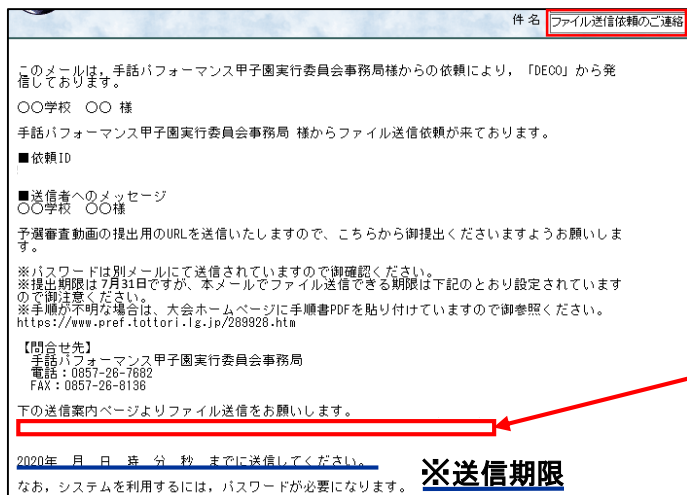 件名 ファイル送信依頼のご連絡
このメールは，手話パフォーマンス甲子園実行委員会事務局様からの依頼により，「DECO」から発
信しております。
〇〇学校 〇〇 様
手話パフォーマンス甲子園実行委員会事務局 様からファイル送信依頼が来ております。
■依頼ID
■送信者へのメッセージ
〇〇学校 〇〇様
予選審査動画の提出用のURLを送信いたしますので、こちらから御提出くださいますようお願いしま
す。
※パスワードは別メールにて送信されていますので御確認ください。
※提出期限は7月31日ですが、本メールでファイル送信できる期限は下記のとおり設定されています
ので御注意ください。
※手順が不明な場合は、大会ホームページに手順書PDFを貼り付けていますので御参照ください。
https://www.pref.tottori.lg.jp/289928.htm
【問合せ先】
手話パフォーマンス甲子園実行委員会事務局
電話：0857-26-7682
FAX：0857-26-8136
下の送信案内ページよりファイル送信をお願いします。
2020年 月 日 時 分 秒 までに送信してください。
※送信期限
なお，システムを利用するには，パスワードが必要になります。